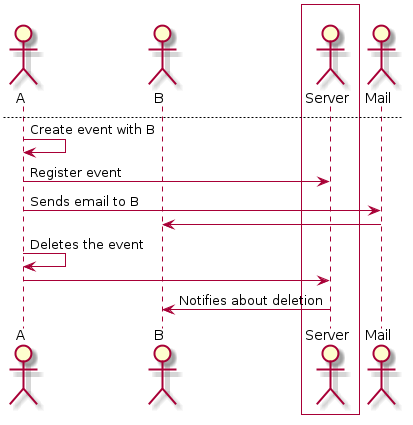 A B Server Mail
Create event with B
Register event
Sends email to B
Deletes the event
Notifies about deletion
A B Server Mail